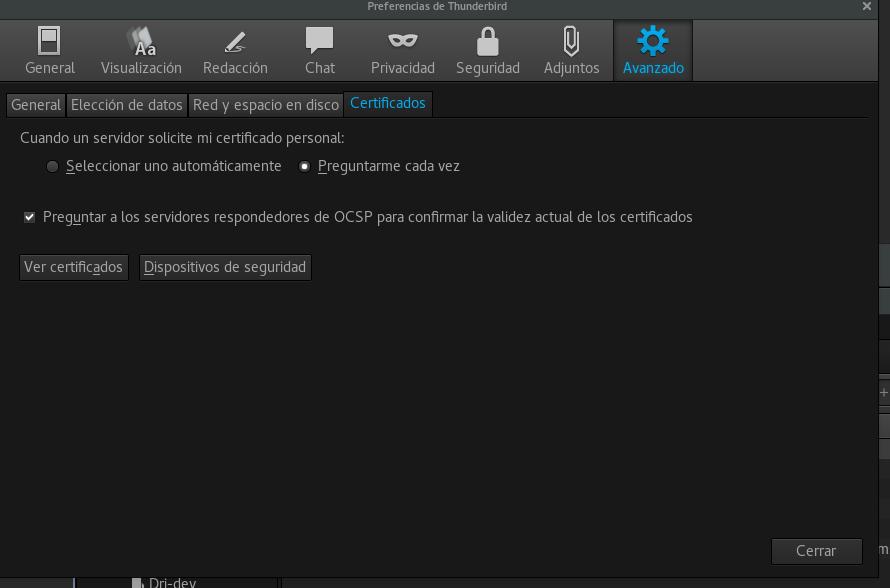 Preferencias de Thunderbird
General Visualización Redacción Chat Privacidad Seguridad Adjuntos Avanzado
General Elección de datos Red y espacio en disco Certificados
Cuando un servidor solicite mi certificado personal:
Seleccionar uno automáticamente Preguntarme cada vez
Preguntar a los servidores respondedores de OCSP para confirmar la validez actual de los certificados
Ver certificados Dispositivos de seguridad
Cerrar
Dri-dev